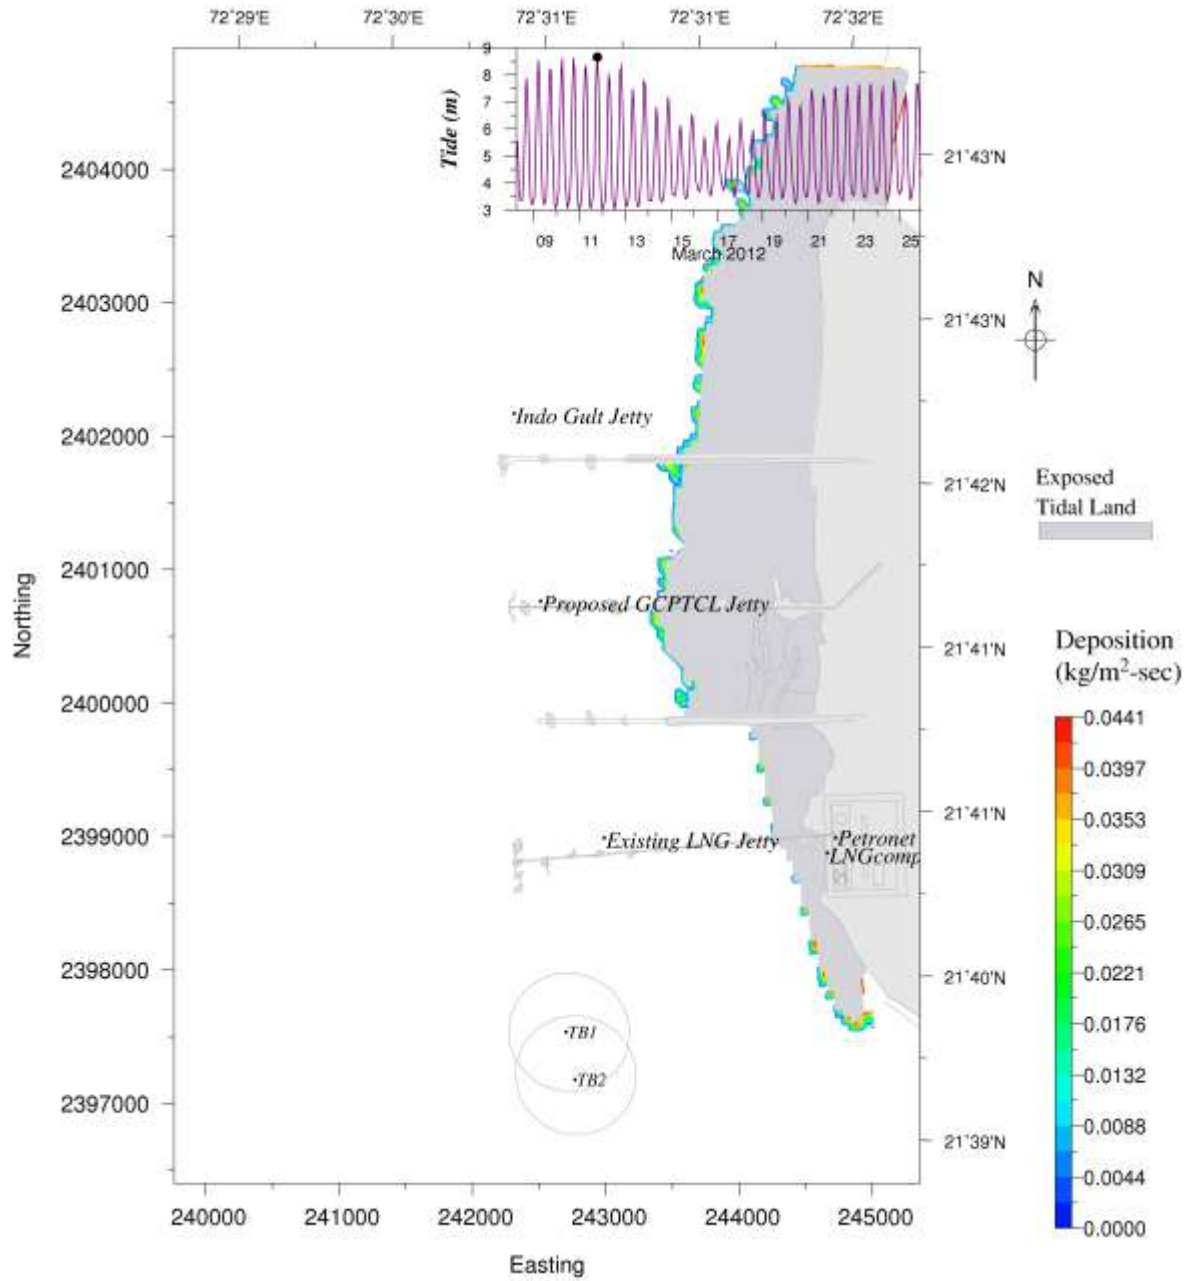 72°29'E 72°30'E 72°31'E 72°31'E 72°32'E
9
8
7
6
5
4
3
Tide (m)
09 11 13 15 17 19 21 23 25
March 2012
2404000
2403000
2402000
2401000
2400000
2399000
2398000
2397000
Northing
21°43'N
21°43'N
21°42'N
21°41'N
21°41'N
21°40'N
21°39'N
N
Indo Gult Jetty
Proposed GCPTCL Jetty
Existing LNG Jetty
Petronet
LNGcomp
TB1
TB2
Exposed
Tidal Land
Deposition
(kg/m²-sec)
0.0441
0.0397
0.0353
0.0309
0.0265
0.0221
0.0176
0.0132
0.0088
0.0044
0.0000
240000 241000 242000 243000 244000 245000
Easting